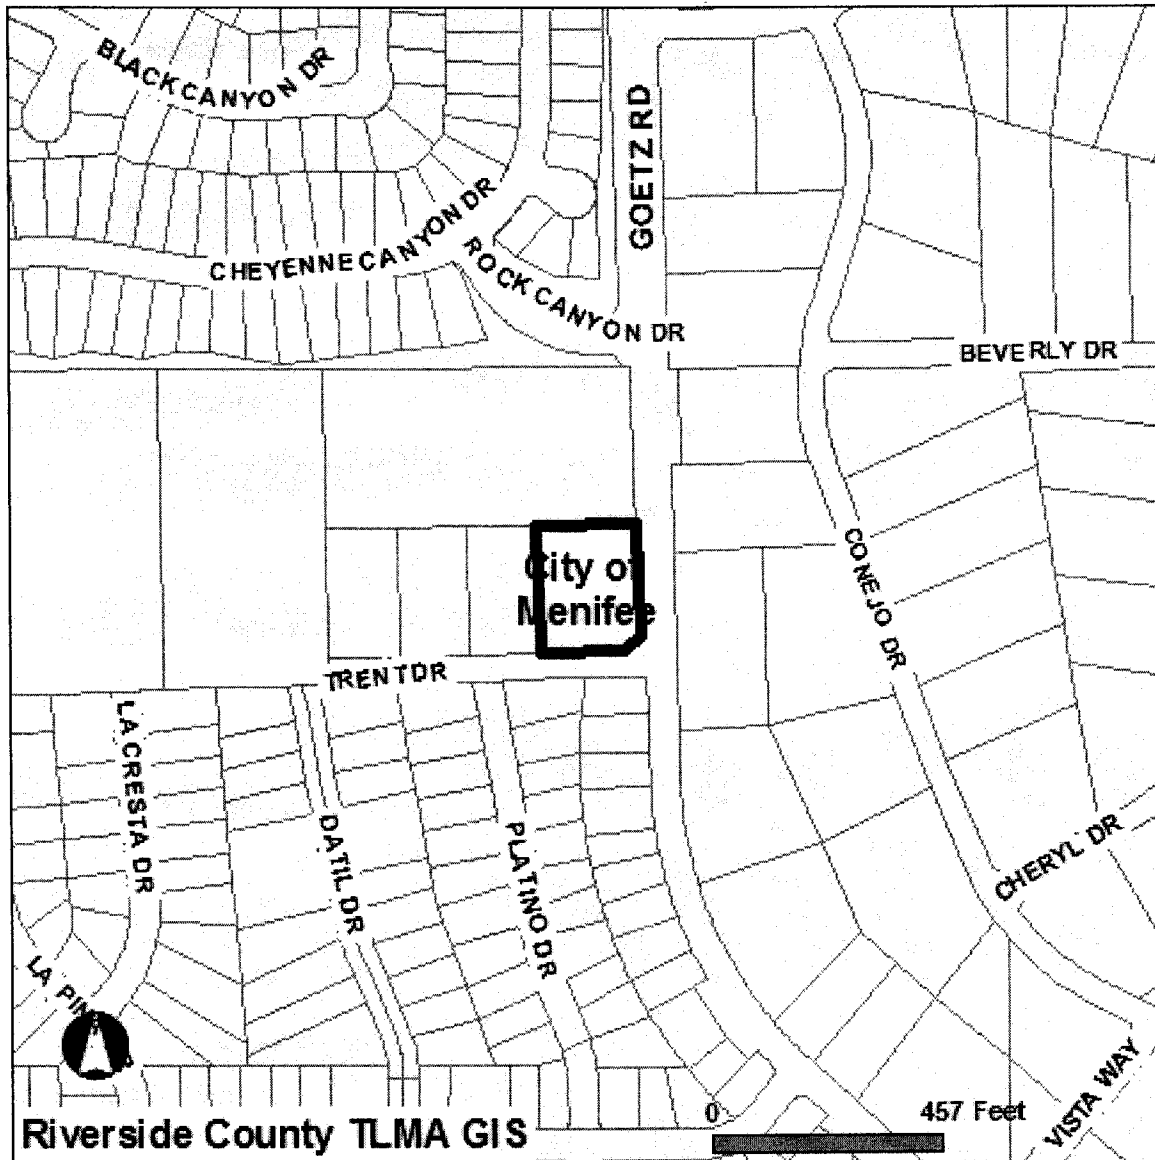 BLACK CANYON DR
GOETZ RD
CHEYENNE CANYON DR
ROCK CANYON DR
BEVERLY DR
City of
Menifee
CONEJO DR
TRENT DR
LA CRESTA DR
DATIL DR
PLATINO DR
CHERYL DR
LA
VISTA WAY
0
457 Feet
Riverside County TLMA GIS